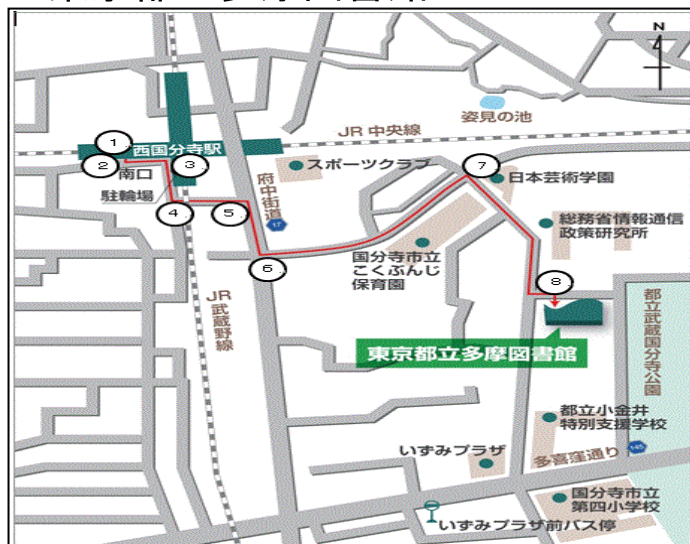 N
姿見の池
JR 中央線
①
西国分寺駅
②
③
⑦
スポーツクラブ
南口
日本芸術学園
駐輪場
府中街道
④
⑤
17
総務省情報通信
政策研究所
⑥
国分寺市立
こくぶんじ
保育園
⑧
JR武蔵野線
都立武蔵国分寺公園
東京都立多摩図書館
都立小金井
特別支援学校
いずみプラザ
多喜窪通り
145
国分寺市立
第四小学校
いずみプラザ前バス停